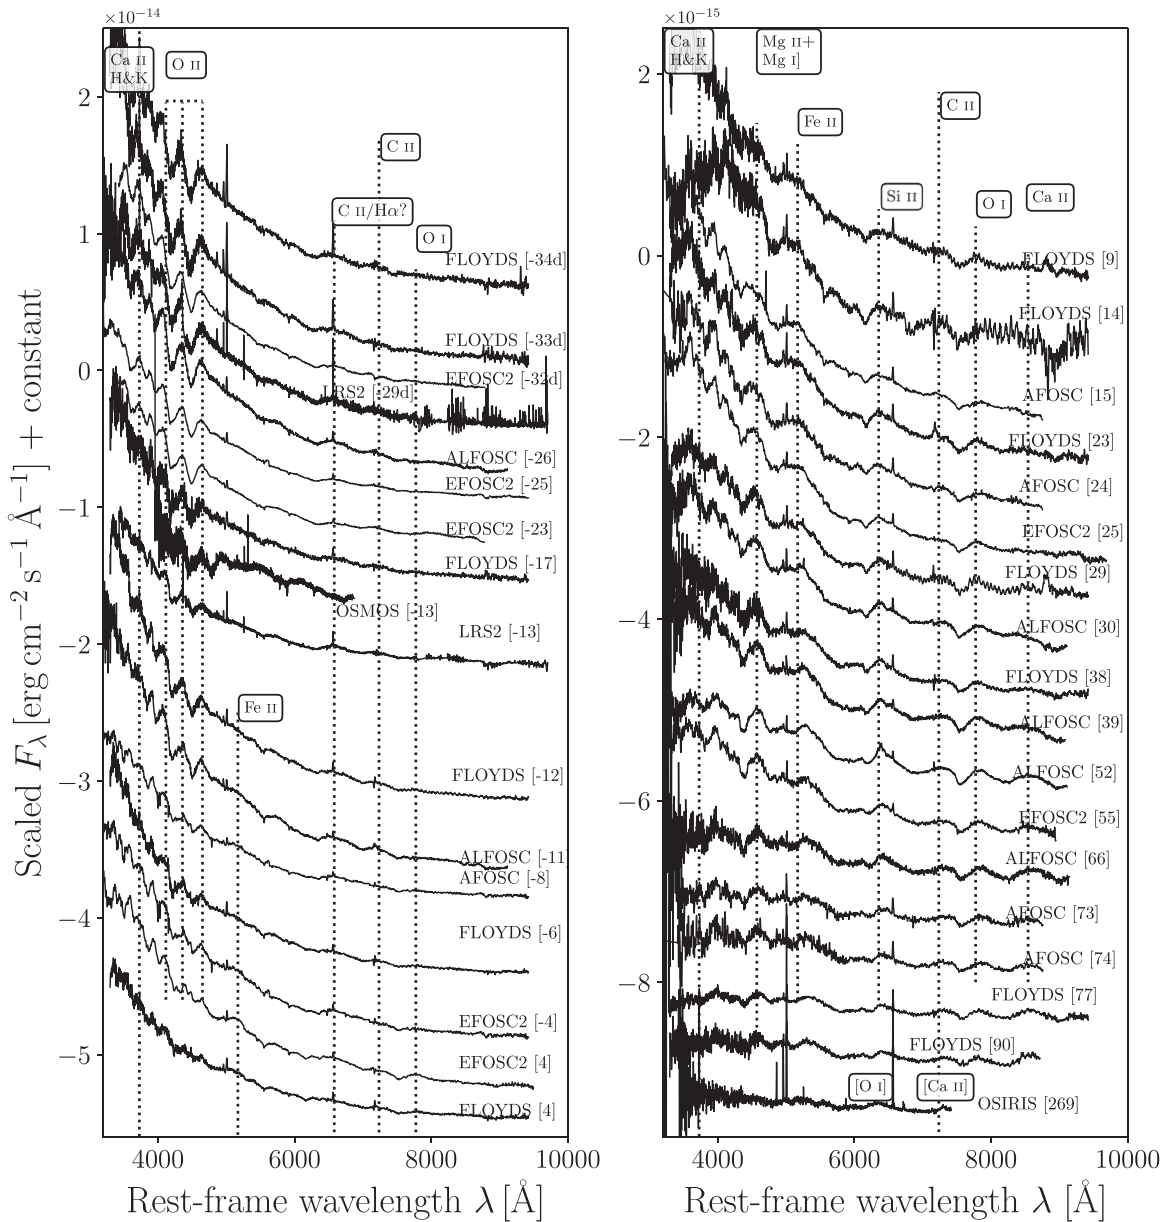 ×10⁻¹⁴
Ca II
H&K
O II
C II
C II/Hα?
O I
FLOYDS [-34d]
FLOYDS [-33d]
EFOSC2 [-32d]
LRS2 [-29d]
ALFOSC [-26]
EFOSC2 [-25]
EFOSC2 [-23]
FLOYDS [-17]
OSMOS [-13]
LRS2 [-13]
Fe II
FLOYDS [-12]
ALFOSC [-11
AFOSC [-8]
FLOYDS [-6]
EFOSC2 [-4]
EFOSC2 [4]
FLOYDS [4]
2
1
0
−1
−2
−3
−4
−5
Scaled Fλ [erg cm⁻² s⁻¹ Å⁻¹] + constant
4000 6000 8000 10000
Rest-frame wavelength λ [Å]
×10⁻¹⁵
Ca II
H&K
Mg II+
Mg I]
Fe II
C II
Si II
O I
Ca II
FLOYDS [9]
FLOYDS [14]
AFOSC [15]
FLOYDS [23]
AFOSC [24]
EFOSC2 [25]
FLOYDS [29]
ALFOSC [30]
FLOYDS [38]
ALFOSC [39]
ALFOSC [52]
EFOSC2 [55]
ALFOSC [66]
AFOSC [73]
AFOSC [74]
FLOYDS [77]
FLOYDS [90]
[O I]
[Ca II]
OSIRIS [269]
2
0
−2
−4
−6
−8
4000 6000 8000 10000
Rest-frame wavelength λ [Å]